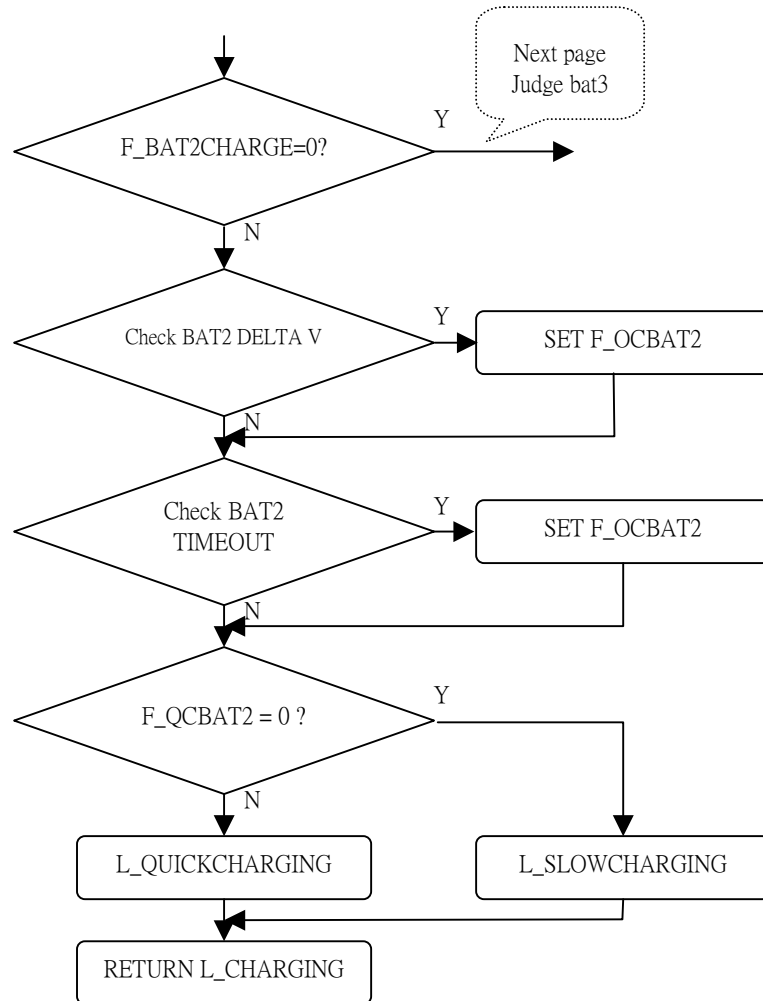 Next page
Judge bat3
Y
F_BAT2CHARGE=0?
N
Y
Check BAT2 DELTA V
SET F_OCBAT2
N
Y
Check BAT2
TIMEOUT
SET F_OCBAT2
N
Y
F_QCBAT2 = 0 ?
N
L_QUICKCHARGING
L_SLOWCHARGING
RETURN L_CHARGING